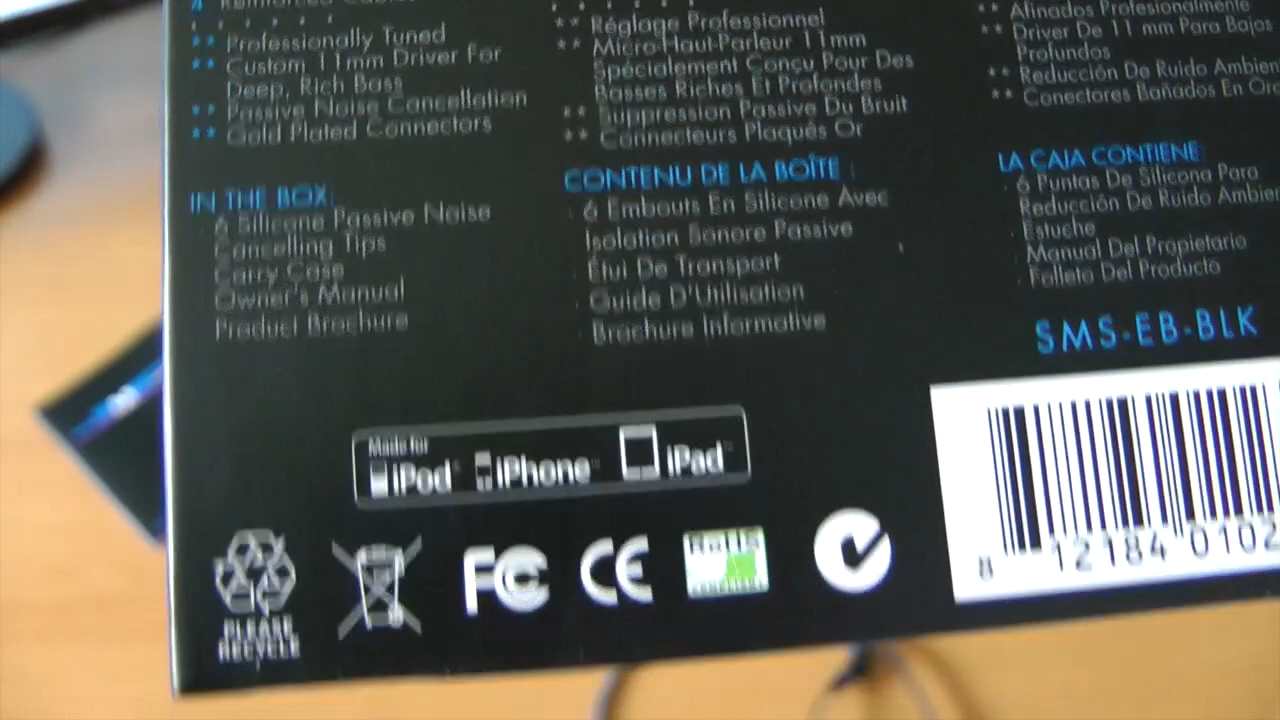 Reinforced
** Professionally Tuned
** Custom 11mm Driver For
Deep, Rich Bass
** Passive Noise Cancellation
** Gold Plated Connectors
IN THE BOX:
6 Silicone Passive Noise
Cancelling Tips
Carry Case
Owner's Manual
Product Brochure
** Réglage Professionnel
** Micro-Haut-Parleur 11mm
Spécialement Conçu Pour Des
Basses Riches Et Profondes
** Suppression Passive Du Bruit
** Connecteurs Plaqués Or
CONTENU DE LA BOÎTE :
6 Embouts En Silicone Avec
Isolation Sonore Passive
Étui De Transport
Guide D'Utilisation
Brochure Informative
** Afinados Profesionalmente
** Driver De 11 mm Para Bajos
Profundos
** Reducción De Ruido Ambien
** Conectores Bañados En Oro
LA CAJA CONTIENE:
6 Puntas De Silicona Para
Reducción De Ruido Ambien
Estuche
Manual Del Propietario
Folleto Del Producto
SMS-EB-BLK
Made for
iPod iPhone iPad
PLEASE
RECYCLE
FC CE RoHS
8 12184 0102